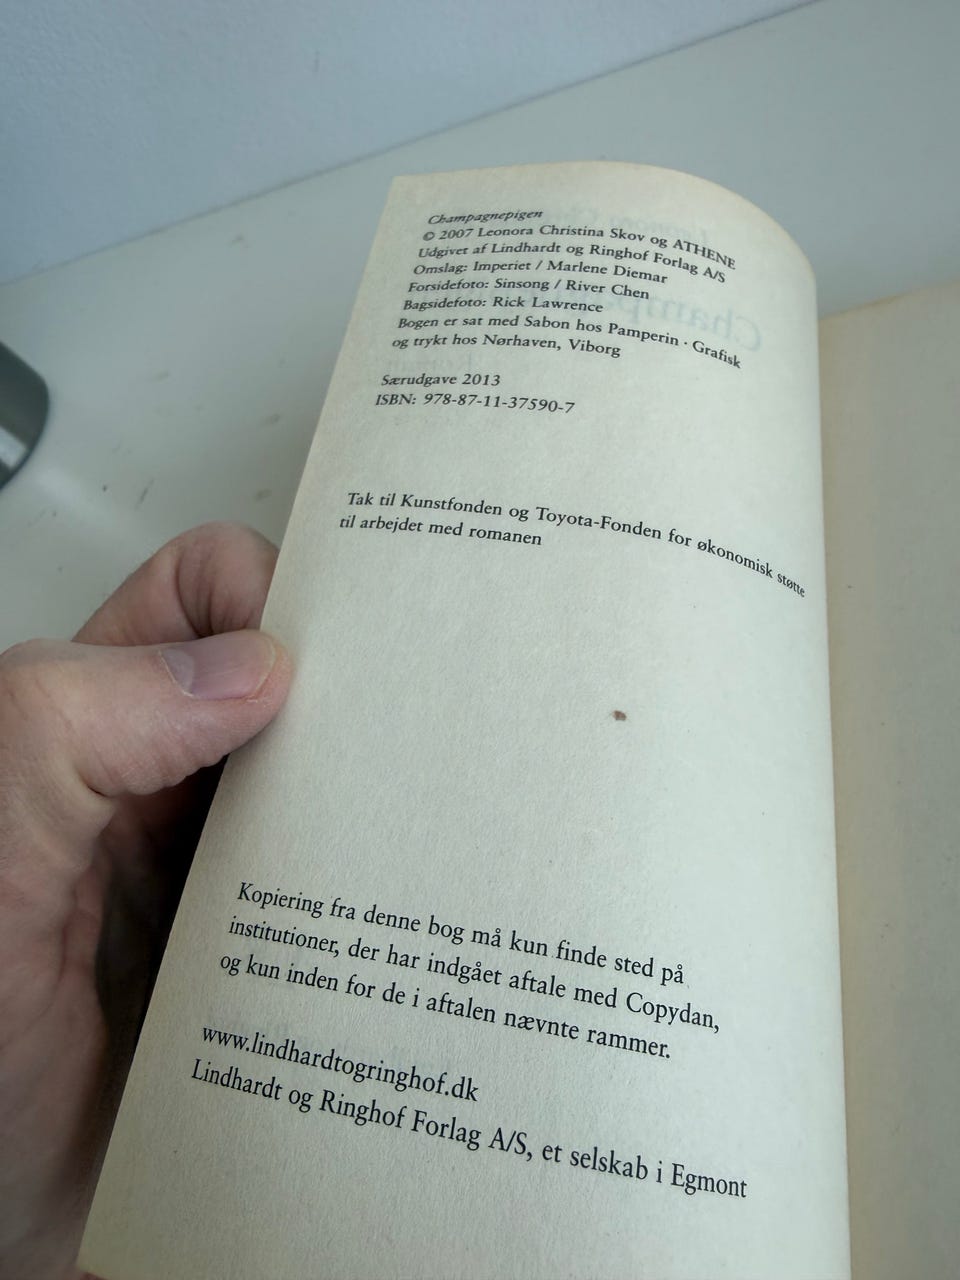 Champagnepigen
© 2007 Leonora Christina Skov og ATHENE
Udgivet af Lindhardt og Ringhof Forlag A/S
Omslag: Imperiet / Marlene Diemar
Forsidefoto: Sinsong / River Chen
Bagsidefoto: Rick Lawrence
Bogen er sat med Sabon hos Pamperin · Grafisk
og trykt hos Nørhaven, Viborg
Særudgave 2013
ISBN: 978-87-11-37590-7
Tak til Kunstfonden og Toyota-Fonden for økonomisk støtte
til arbejdet med romanen
Kopiering fra denne bog må kun finde sted på
institutioner, der har indgået aftale med Copydan,
og kun inden for de i aftalen nævnte rammer.
www.lindhardtogringhof.dk
Lindhardt og Ringhof Forlag A/S, et selskab i Egmont